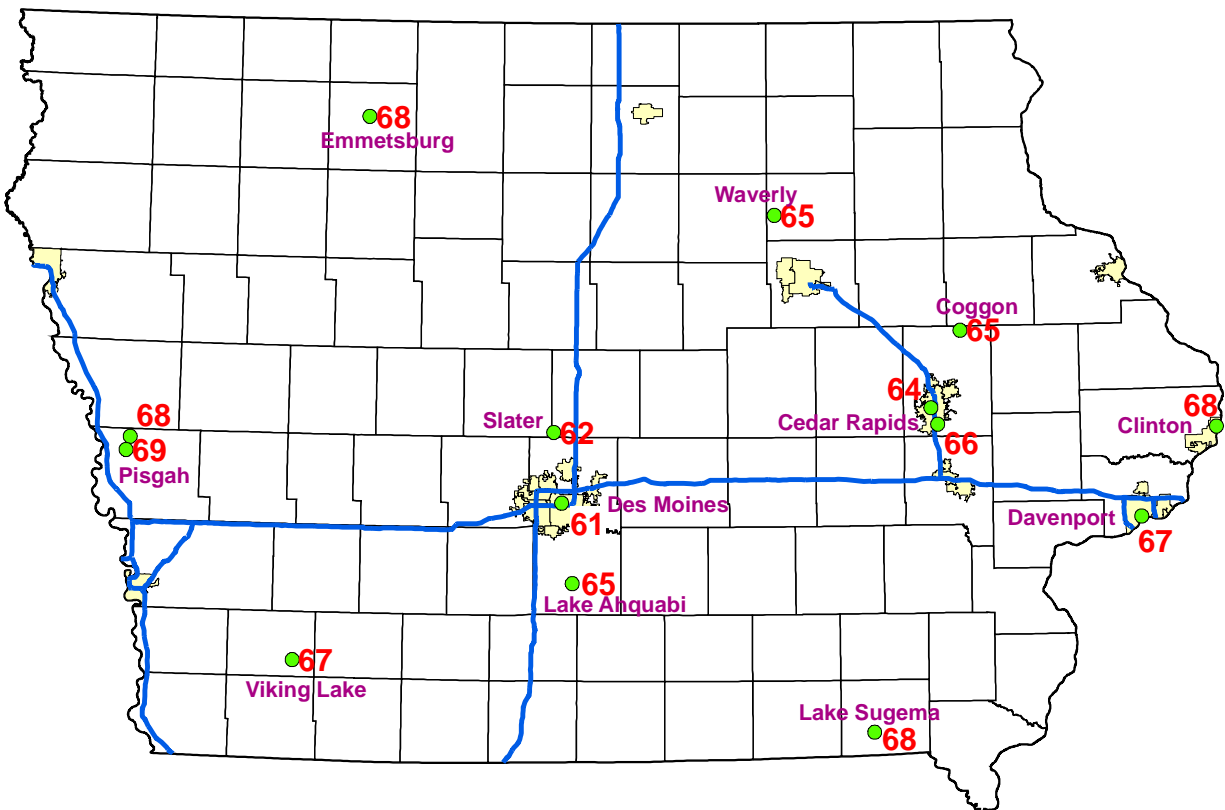 68
Emmetsburg
Waverly
65
Coggon
65
64
Cedar Rapids
66
68
Clinton
Slater
62
68
69
Pisgah
Des Moines
61
Davenport
67
65
Lake Ahquabi
67
Viking Lake
Lake Sugema
68